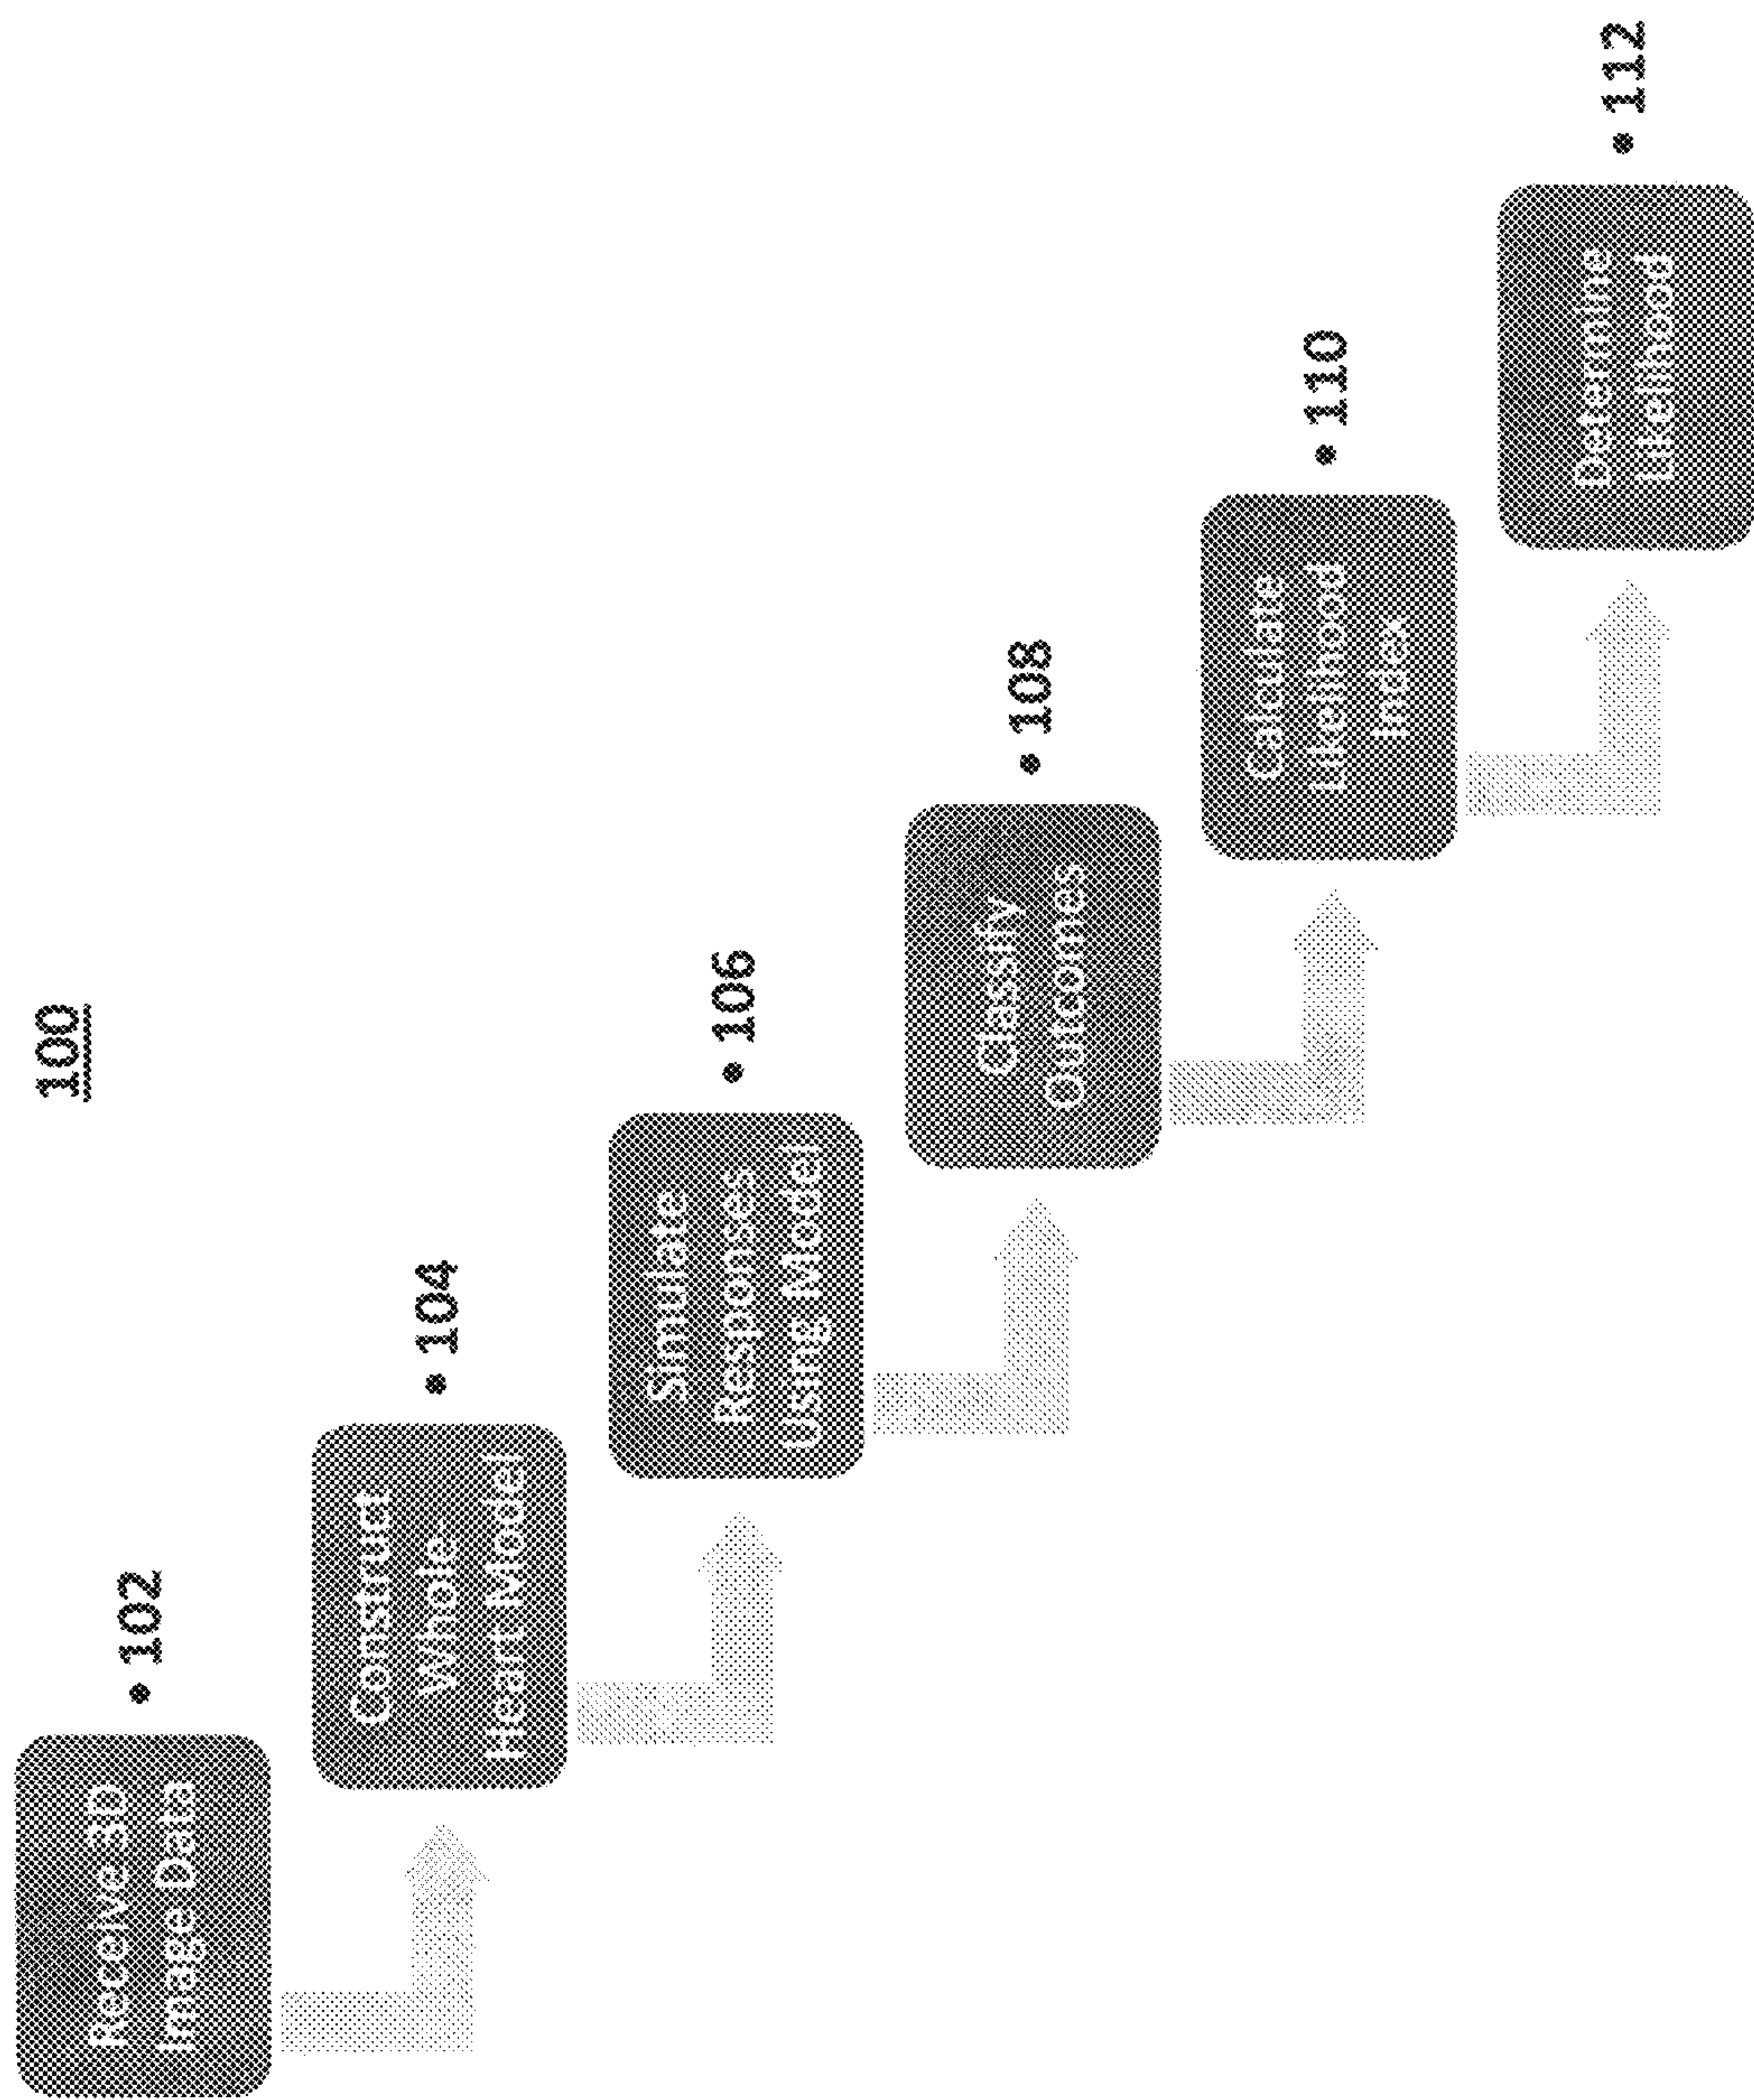 100
Receive 3D
Image Data
• 102
Construct
Whole-
Heart Model
• 104
Simulate
Responses
Using Model
• 106
Classify
Outcomes
• 108
Calculate
Likelihood
Index
• 110
Determine
Likelihood
• 112